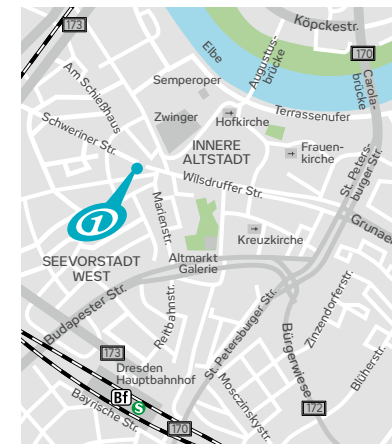 173
Köpckestr.
170
Elbe
Augustus-
brücke
Carola-
brücke
Am Schießhaus
Semperoper
Terrassenufer
Zwinger
Hofkirche
Schweriner Str.
INNERE
ALTSTADT
Frauen-
kirche
St. Peters-
burger Str.
Wilsdruffer Str.
1
Marienstr.
Grunaer
Kreuzkirche
SEEVORSTADT
WEST
Altmarkt
Galerie
Budapester Str.
Reitbahnstr.
St. Petersburger Str.
Zinzendorferstr.
Bürgerwiese
Blüherstr.
173
Dresden
Hauptbahnhof
Bf
S
Bayrische Str.
Mosczinskystr.
170
172